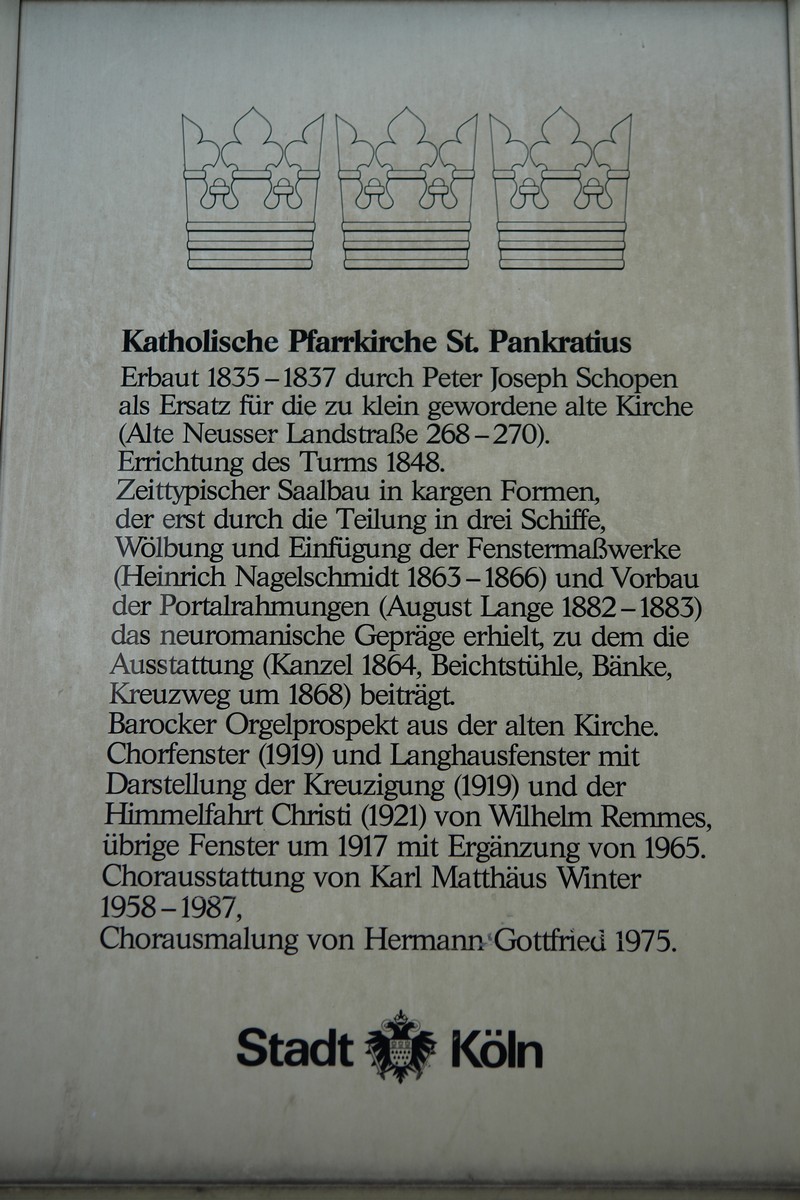 Katholische Pfarrkirche St. Pankratius
Erbaut 1835–1837 durch Peter Joseph Schopen
als Ersatz für die zu klein gewordene alte Kirche
(Alte Neusser Landstraße 268–270).
Errichtung des Turms 1848.
Zeittypischer Saalbau in kargen Formen,
der erst durch die Teilung in drei Schiffe,
Wölbung und Einfügung der Fenstermaßwerke
(Heinrich Nagelschmidt 1863–1866) und Vorbau
der Portalrahmungen (August Lange 1882–1883)
das neuromanische Gepräge erhielt, zu dem die
Ausstattung (Kanzel 1864, Beichtstühle, Bänke,
Kreuzweg um 1868) beiträgt.
Barocker Orgelprospekt aus der alten Kirche.
Chorfenster (1919) und Langhausfenster mit
Darstellung der Kreuzigung (1919) und der
Himmelfahrt Christi (1921) von Wilhelm Remmes,
übrige Fenster um 1917 mit Ergänzung von 1965.
Chorausstattung von Karl Matthäus Winter
1958–1987,
Chorausmalung von Hermann Gottfried 1975.
Stadt Köln